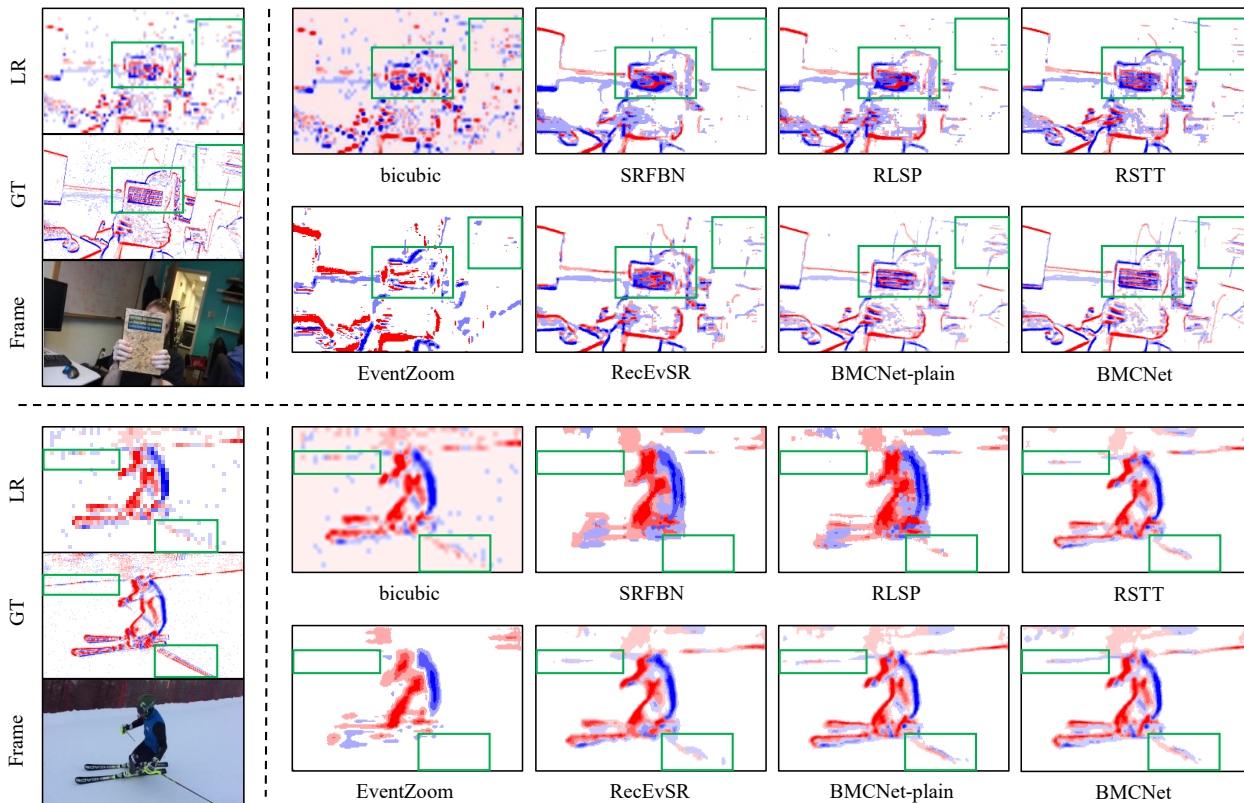 LR
GT
Frame
bicubic
SRFBN
RLSP
RSTT
EventZoom
RecEvSR
BMCNet-plain
BMCNet
LR
GT
Frame
bicubic
SRFBN
RLSP
RSTT
EventZoom
RecEvSR
BMCNet-plain
BMCNet